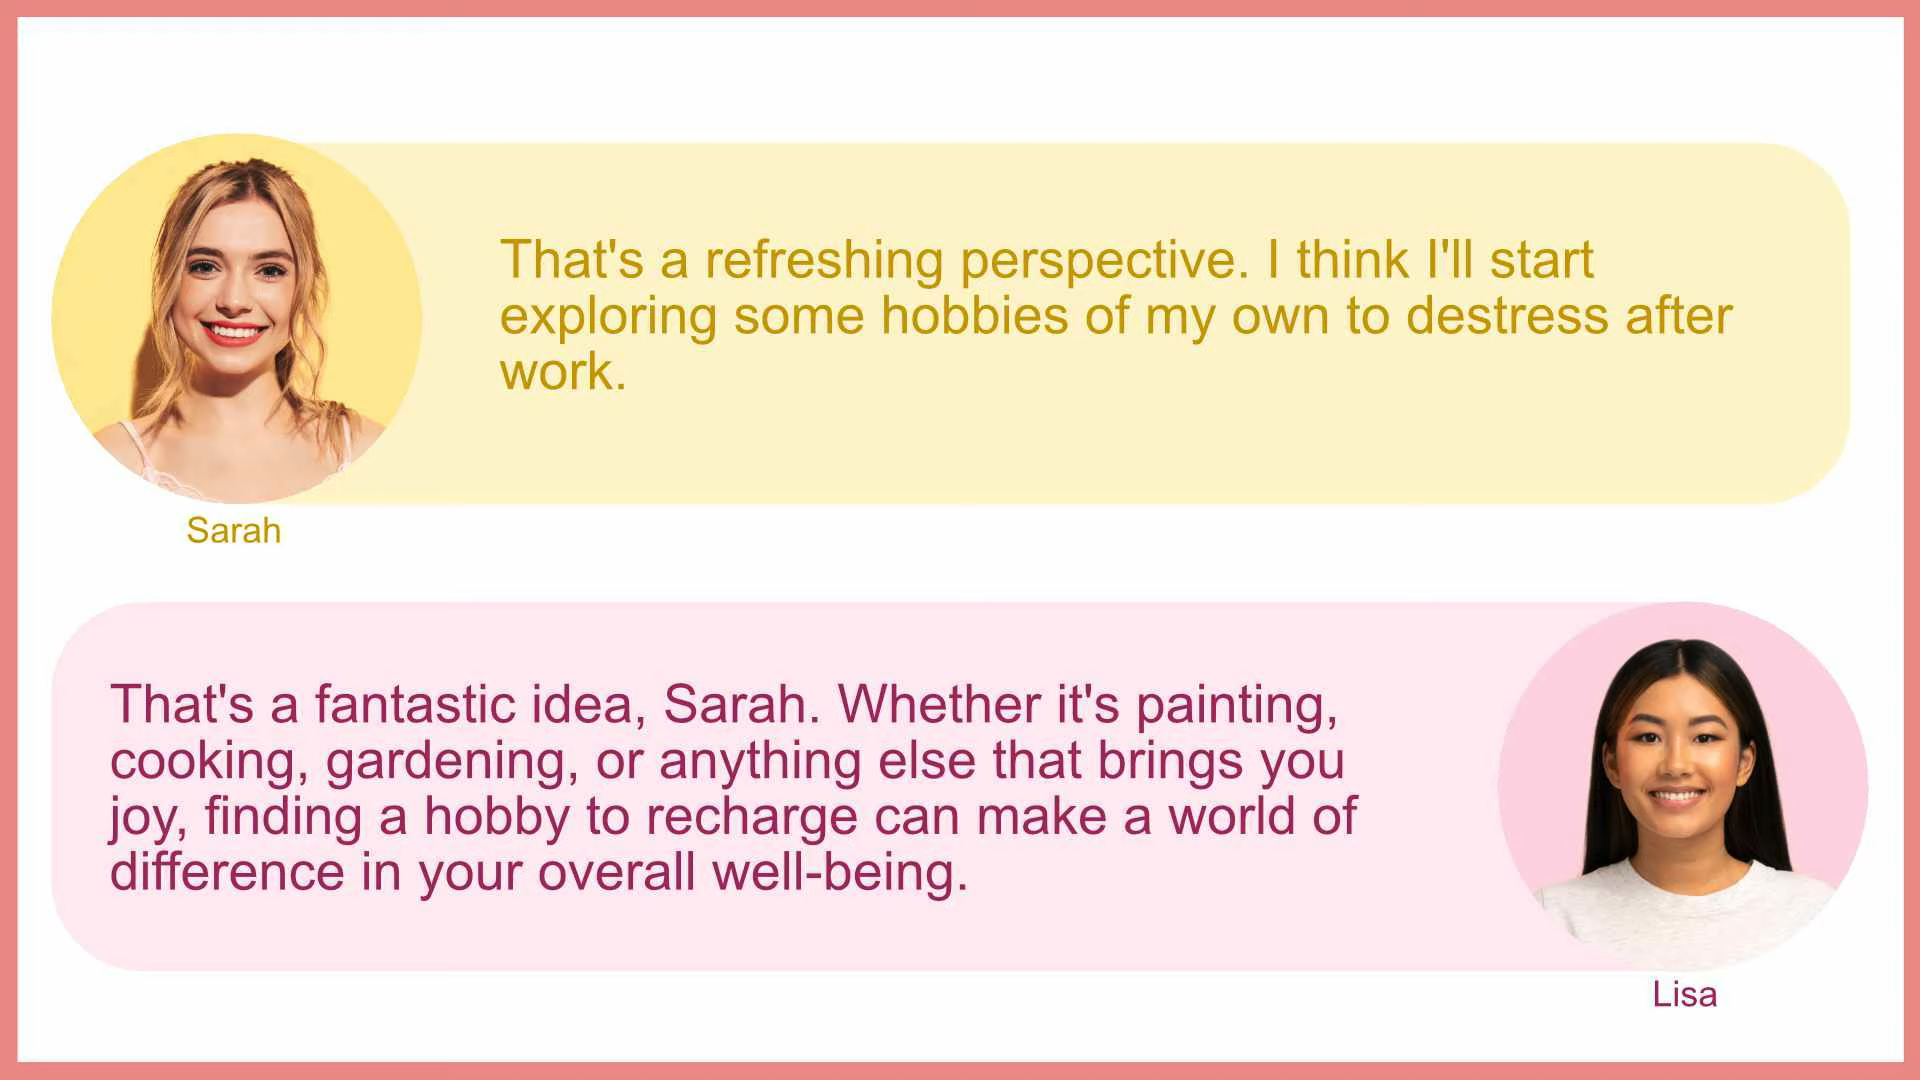 That's a refreshing perspective. I think I'll start
exploring some hobbies of my own to destress after
work.
Sarah
That's a fantastic idea, Sarah. Whether it's painting,
cooking, gardening, or anything else that brings you
joy, finding a hobby to recharge can make a world of
difference in your overall well-being.
Lisa